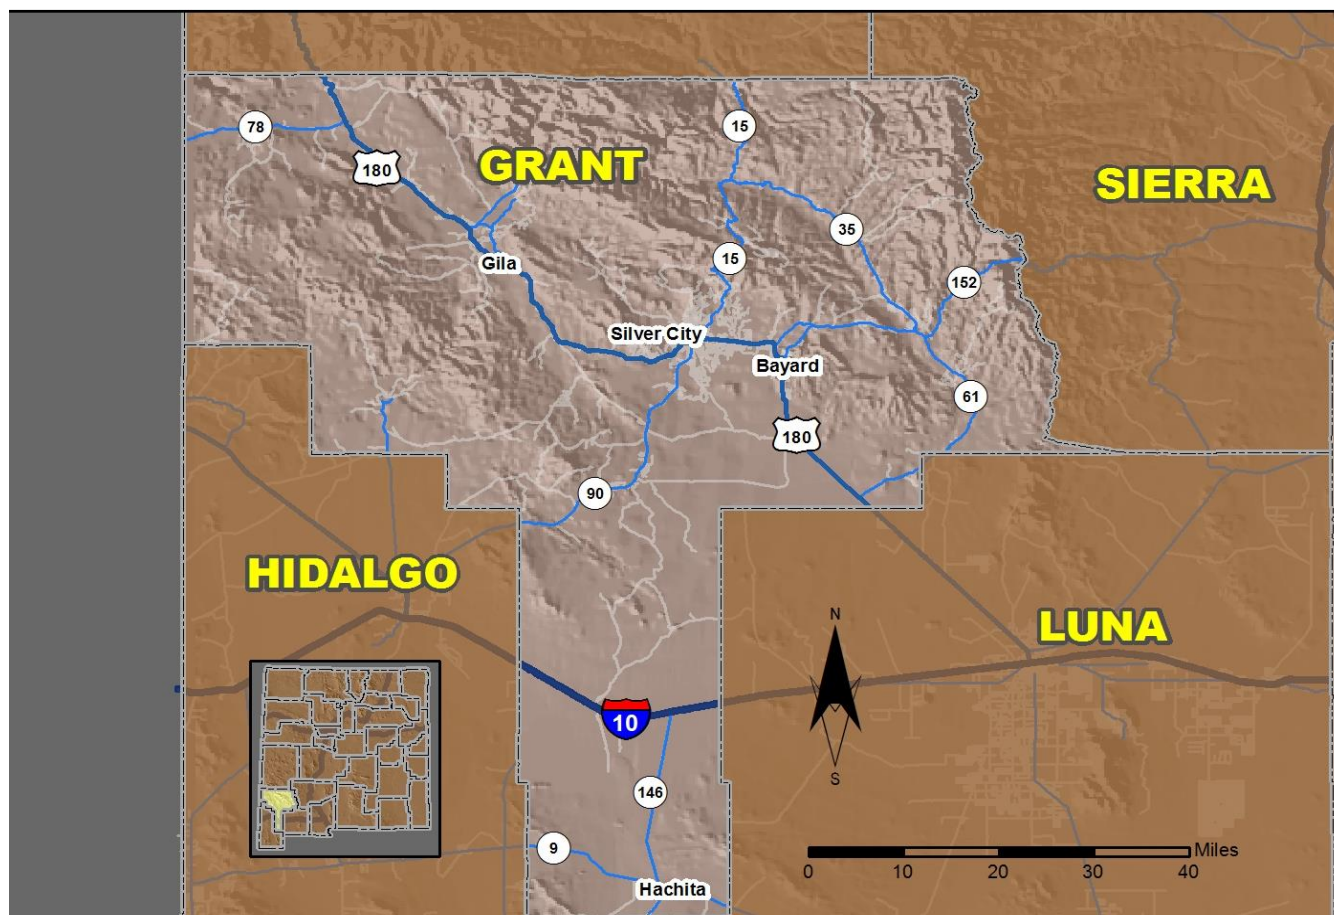 78
180
GRANT
15
SIERRA
35
15
Gila
152
Silver City
Bayard
61
180
90
HIDALGO
N
LUNA
10
S
146
9
Miles
0 10 20 30 40
Hachita